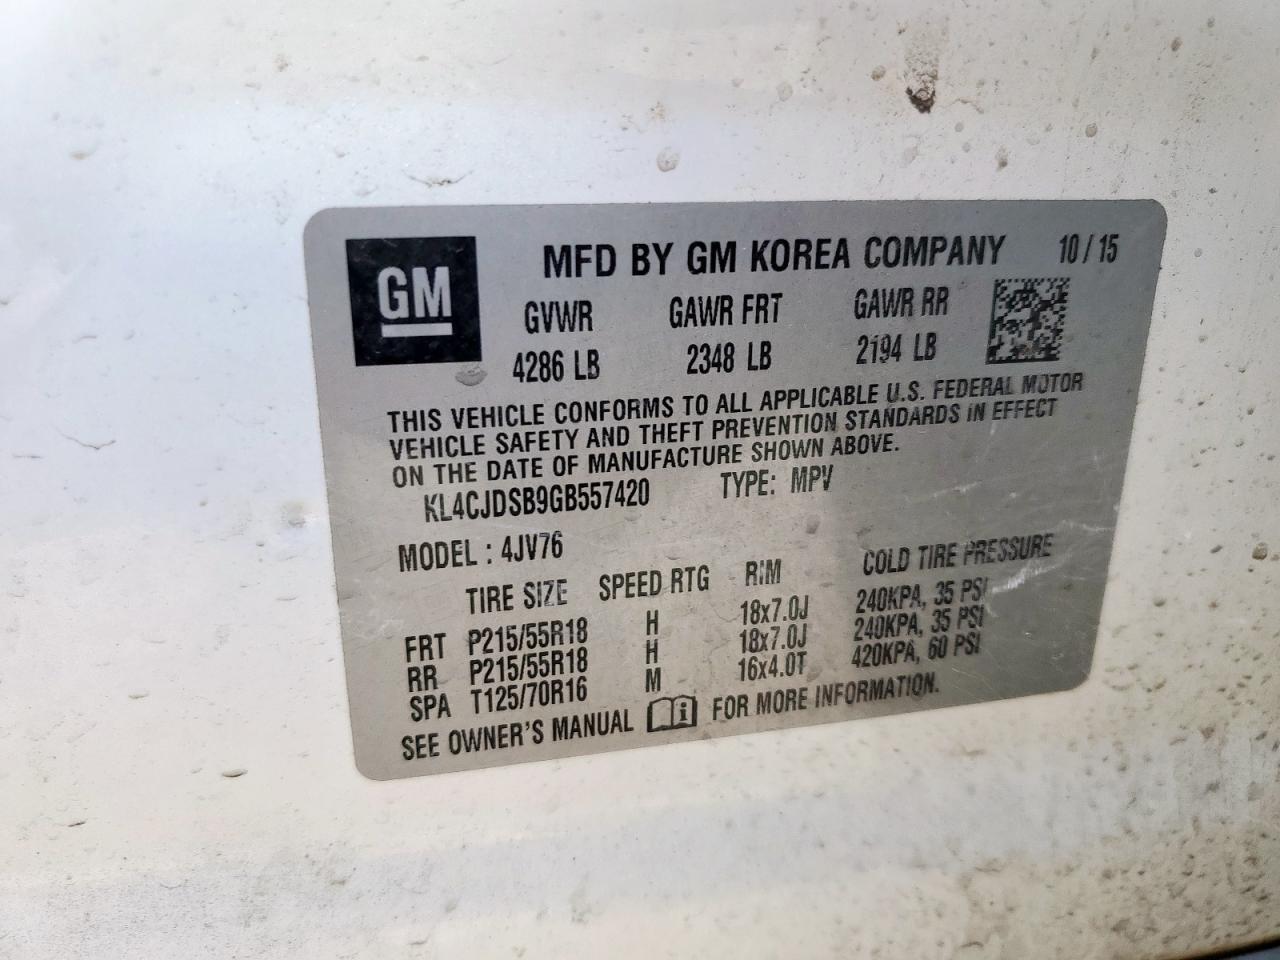 GM
MFD BY GM KOREA COMPANY 10/15
GVWR GAWR FRT GAWR RR
4286 LB 2348 LB 2194 LB
THIS VEHICLE CONFORMS TO ALL APPLICABLE U.S. FEDERAL MOTOR
VEHICLE SAFETY AND THEFT PREVENTION STANDARDS IN EFFECT
ON THE DATE OF MANUFACTURE SHOWN ABOVE.
KL4CJDSB9GB557420 TYPE: MPV
MODEL : 4JV76
TIRE SIZE SPEED RTG RIM COLD TIRE PRESSURE
FRT P215/55R18 H 18x7.0J 240KPA, 35 PSI
RR P215/55R18 H 18x7.0J 240KPA, 35 PSI
SPA T125/70R16 M 16x4.0T 420KPA, 60 PSI
SEE OWNER'S MANUAL i FOR MORE INFORMATION.